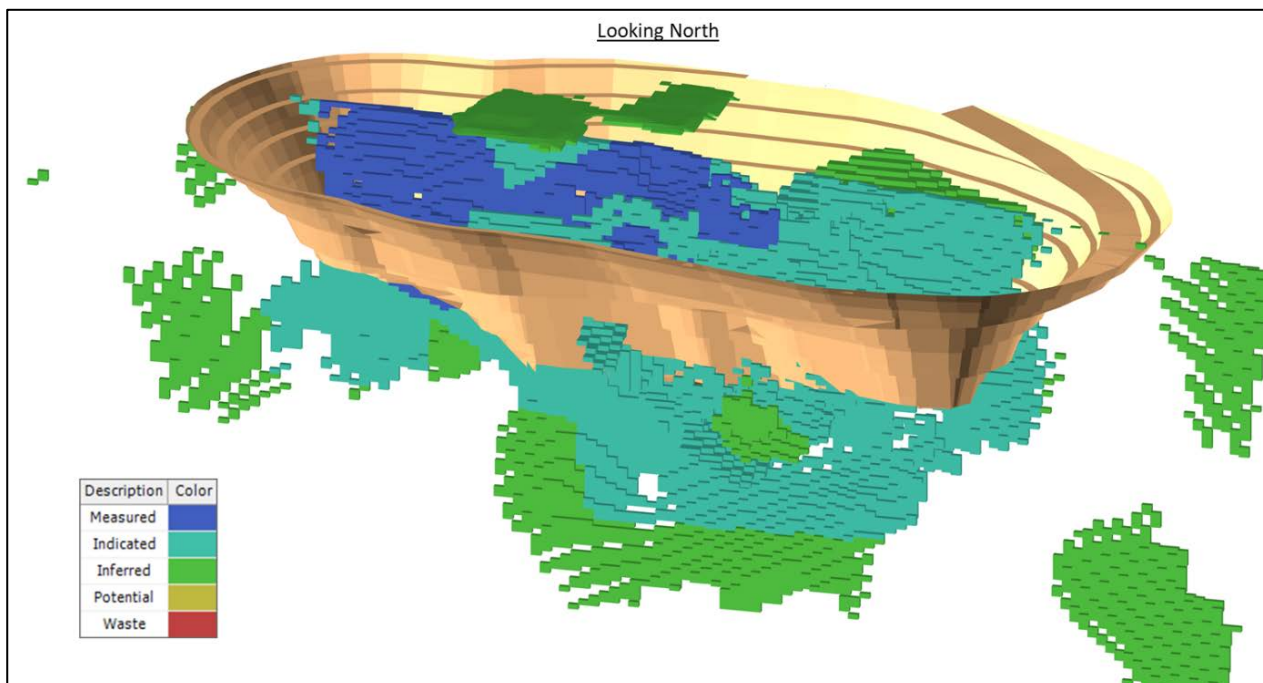 Looking North
Description Color
Measured
Indicated
Inferred
Potential
Waste